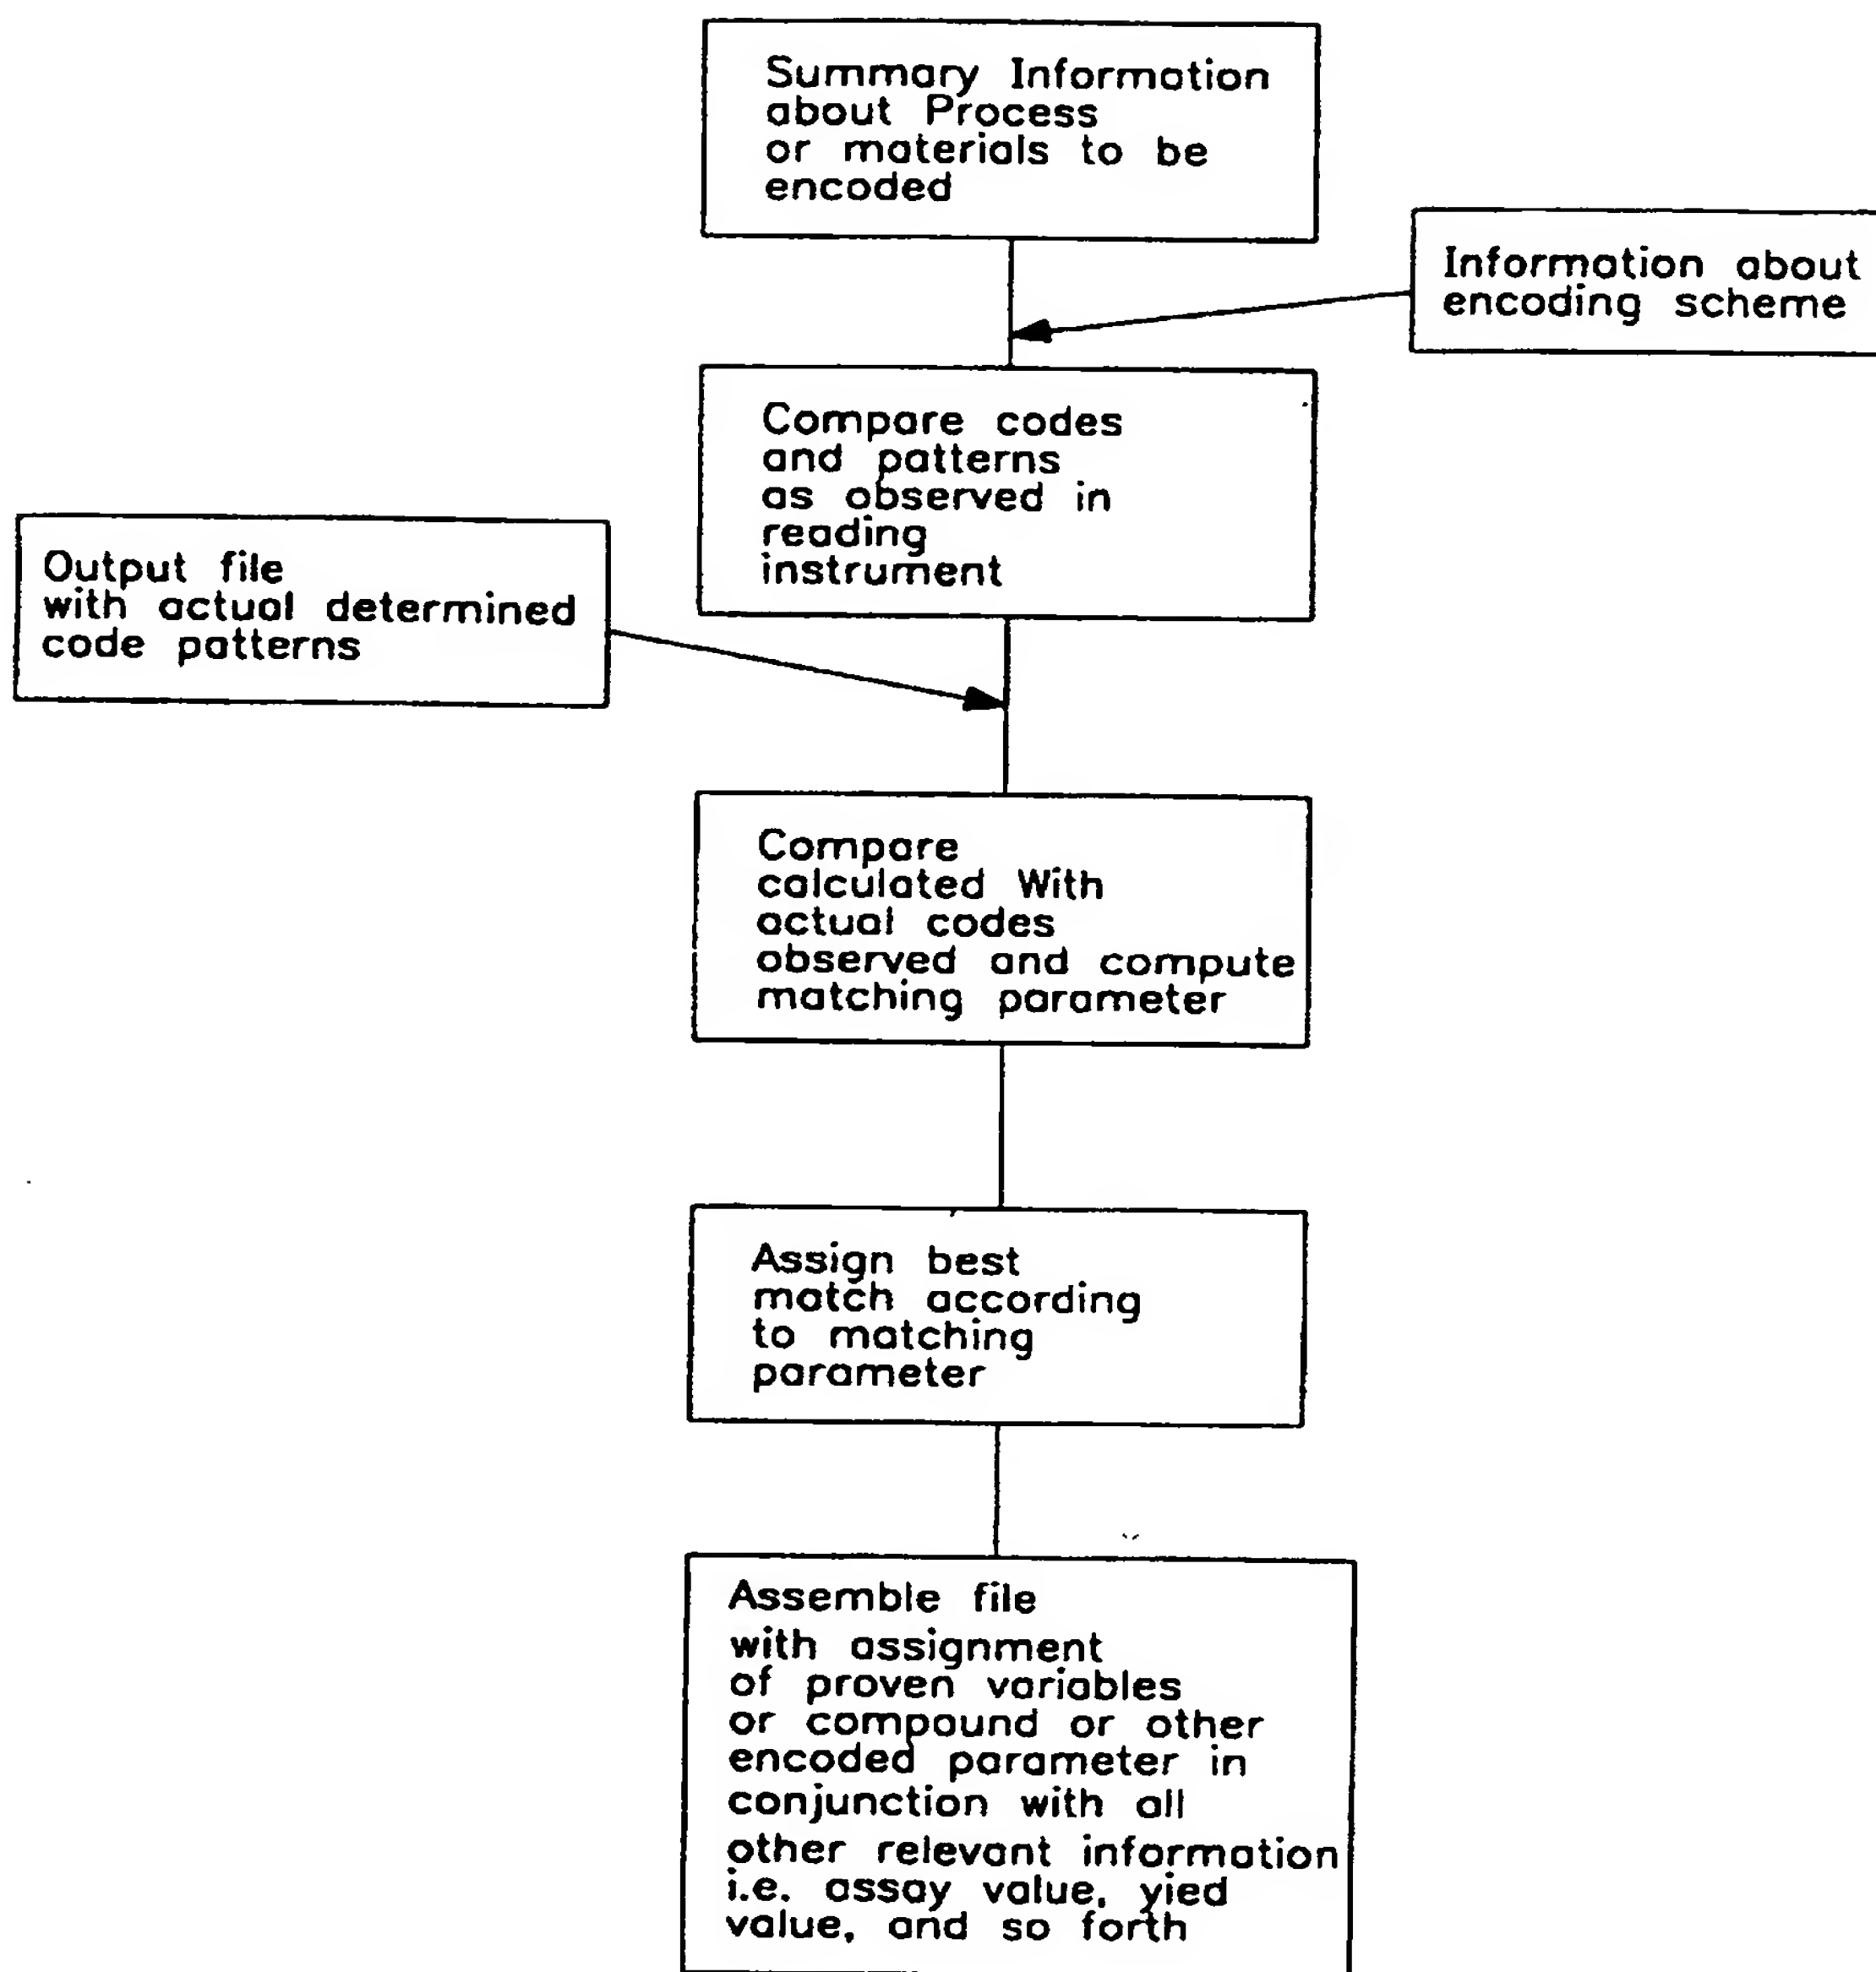 Summary Information
about Process
or materials to be
encoded
Information about
encoding scheme
Compare codes
and patterns
as observed in
reading
instrument
Output file
with actual determined
code patterns
Compare
calculated With
actual codes
observed and compute
matching parameter
Assign best
match according
to matching
parameter
Assemble file
with assignment
of proven variables
or compound or other
encoded parameter in
conjunction with all
other relevant information
i.e. assay value, yied
value, and so forth